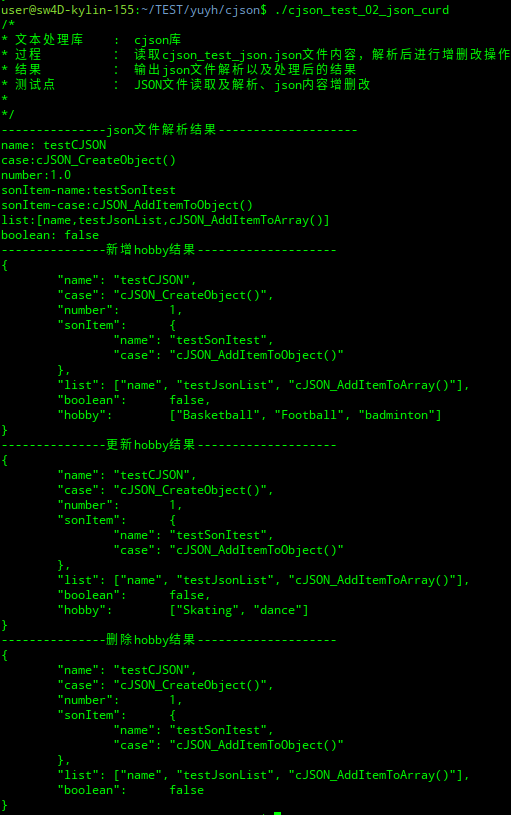 user@sw4D-kylin-155:~/TEST/yuyh/cjson$ ./cjson_test_02_json_curd
/*
* 文本处理库    :  cjson库
* 过程          :  读取cjson_test_json.json文件内容，解析后进行增删改操作
* 结果          :  输出json文件解析以及处理后的结果
* 测试点        :  JSON文件读取及解析、json内容增删改
*
*/
---------------json文件解析结果--------------------
name: testCJSON
case:cJSON_CreateObject()
number:1.0
sonItem-name:testSonItest
sonItem-case:cJSON_AddItemToObject()
list:[name,testJsonList,cJSON_AddItemToArray()]
boolean: false
---------------新增hobby结果--------------------
{
        "name": "testCJSON",
        "case": "cJSON_CreateObject()",
        "number":       1,
        "sonItem":      {
                "name": "testSonItest",
                "case": "cJSON_AddItemToObject()"
        },
        "list": ["name", "testJsonList", "cJSON_AddItemToArray()"],
        "boolean":      false,
        "hobby":        ["Basketball", "Football", "badminton"]
}
---------------更新hobby结果--------------------
{
        "name": "testCJSON",
        "case": "cJSON_CreateObject()",
        "number":       1,
        "sonItem":      {
                "name": "testSonItest",
                "case": "cJSON_AddItemToObject()"
        },
        "list": ["name", "testJsonList", "cJSON_AddItemToArray()"],
        "boolean":      false,
        "hobby":        ["Skating", "dance"]
}
---------------删除hobby结果--------------------
{
        "name": "testCJSON",
        "case": "cJSON_CreateObject()",
        "number":       1,
        "sonItem":      {
                "name": "testSonItest",
                "case": "cJSON_AddItemToObject()"
        },
        "list": ["name", "testJsonList", "cJSON_AddItemToArray()"],
        "boolean":      false
}